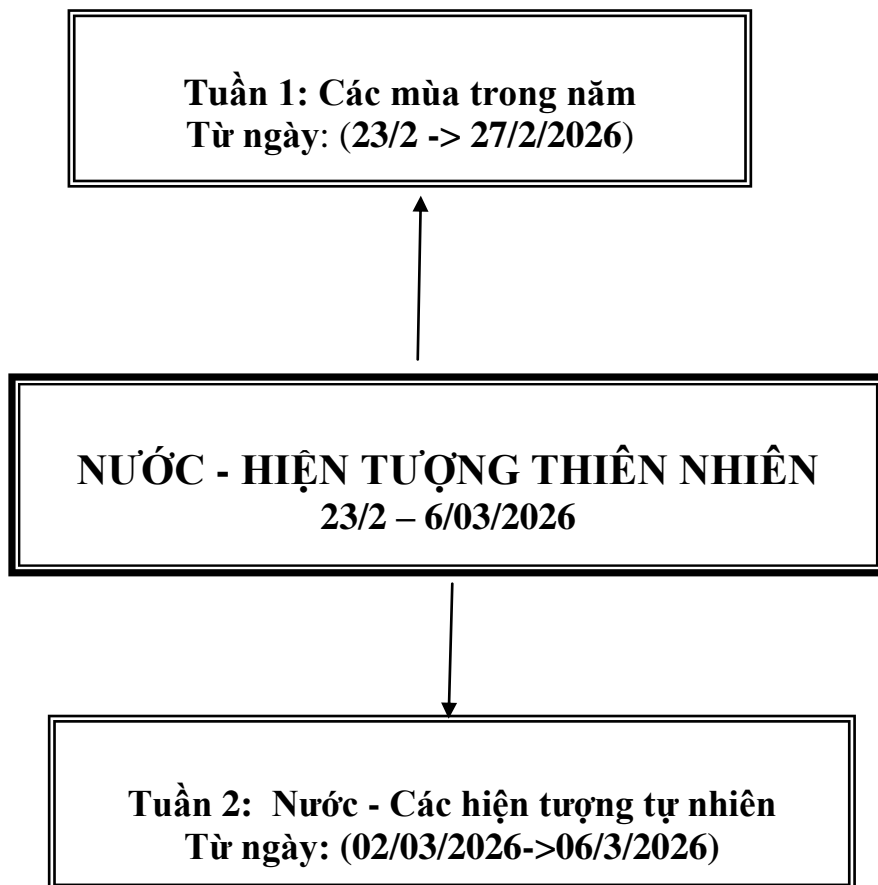 Tuần 1: Các mùa trong năm
Từ ngày: (23/2 -> 27/2/2026)
NƯỚC - HIỆN TƯỢNG THIÊN NHIÊN
23/2 – 6/03/2026
Tuần 2: Nước - Các hiện tượng tự nhiên
Từ ngày: (02/03/2026->06/3/2026)